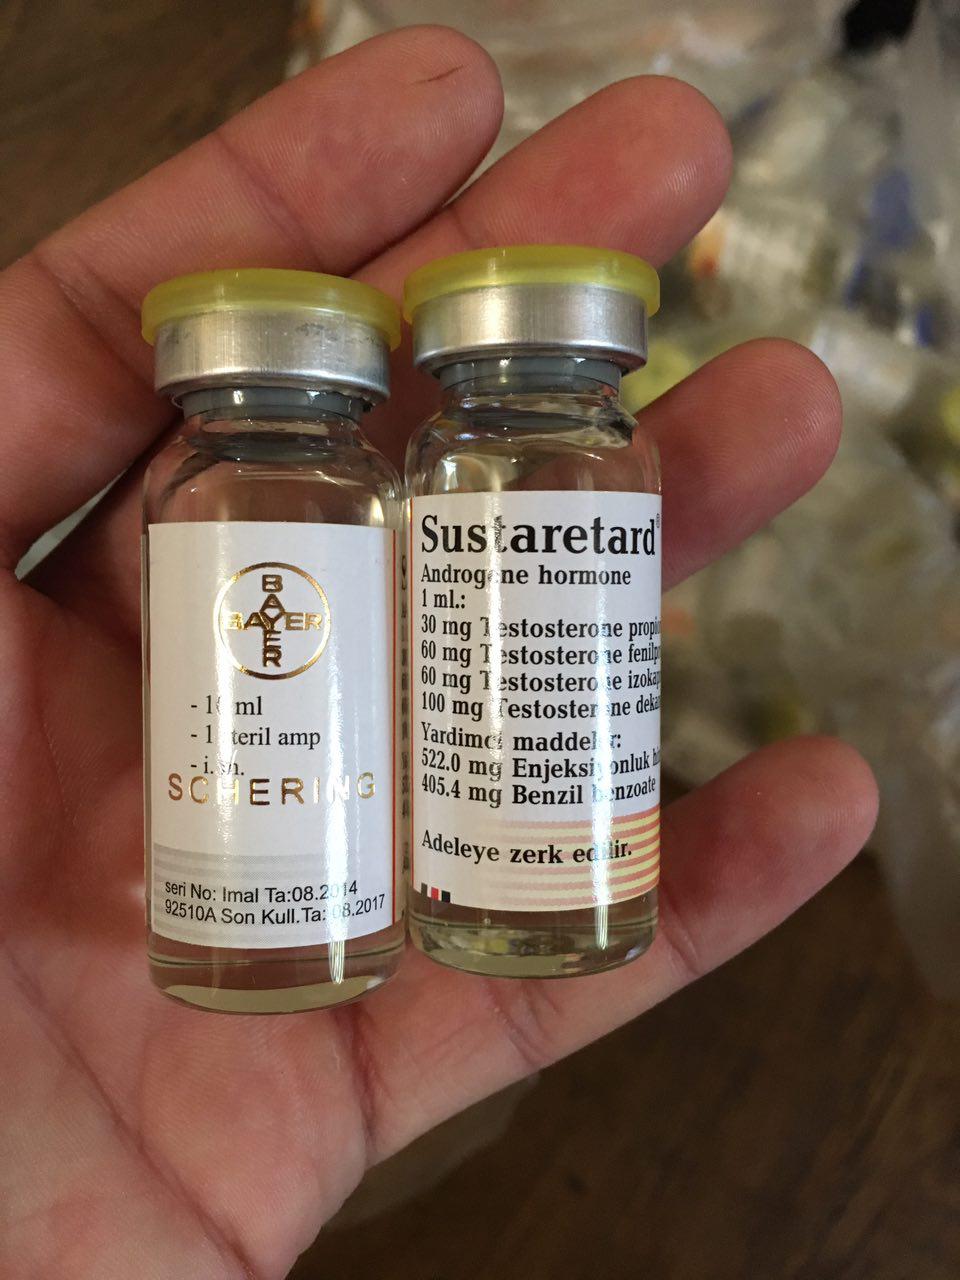 BAYER
BAYER
- 10 ml
- 1 steril amp
- i.
SCHERING
seri No: Imal Ta:08.2014
92510A Son Kull.Ta: 08.2017
Sustaretard®
Androgene hormone
1 ml.:
30 mg Testosterone
60 mg Testosterone
60 mg Testosterone
100 mg Testosterone
Yardimci maddeler:
522.0 mg Enjeksiyonluk
405.4 mg Benzil benzoate
Adeleye zerk edilir.